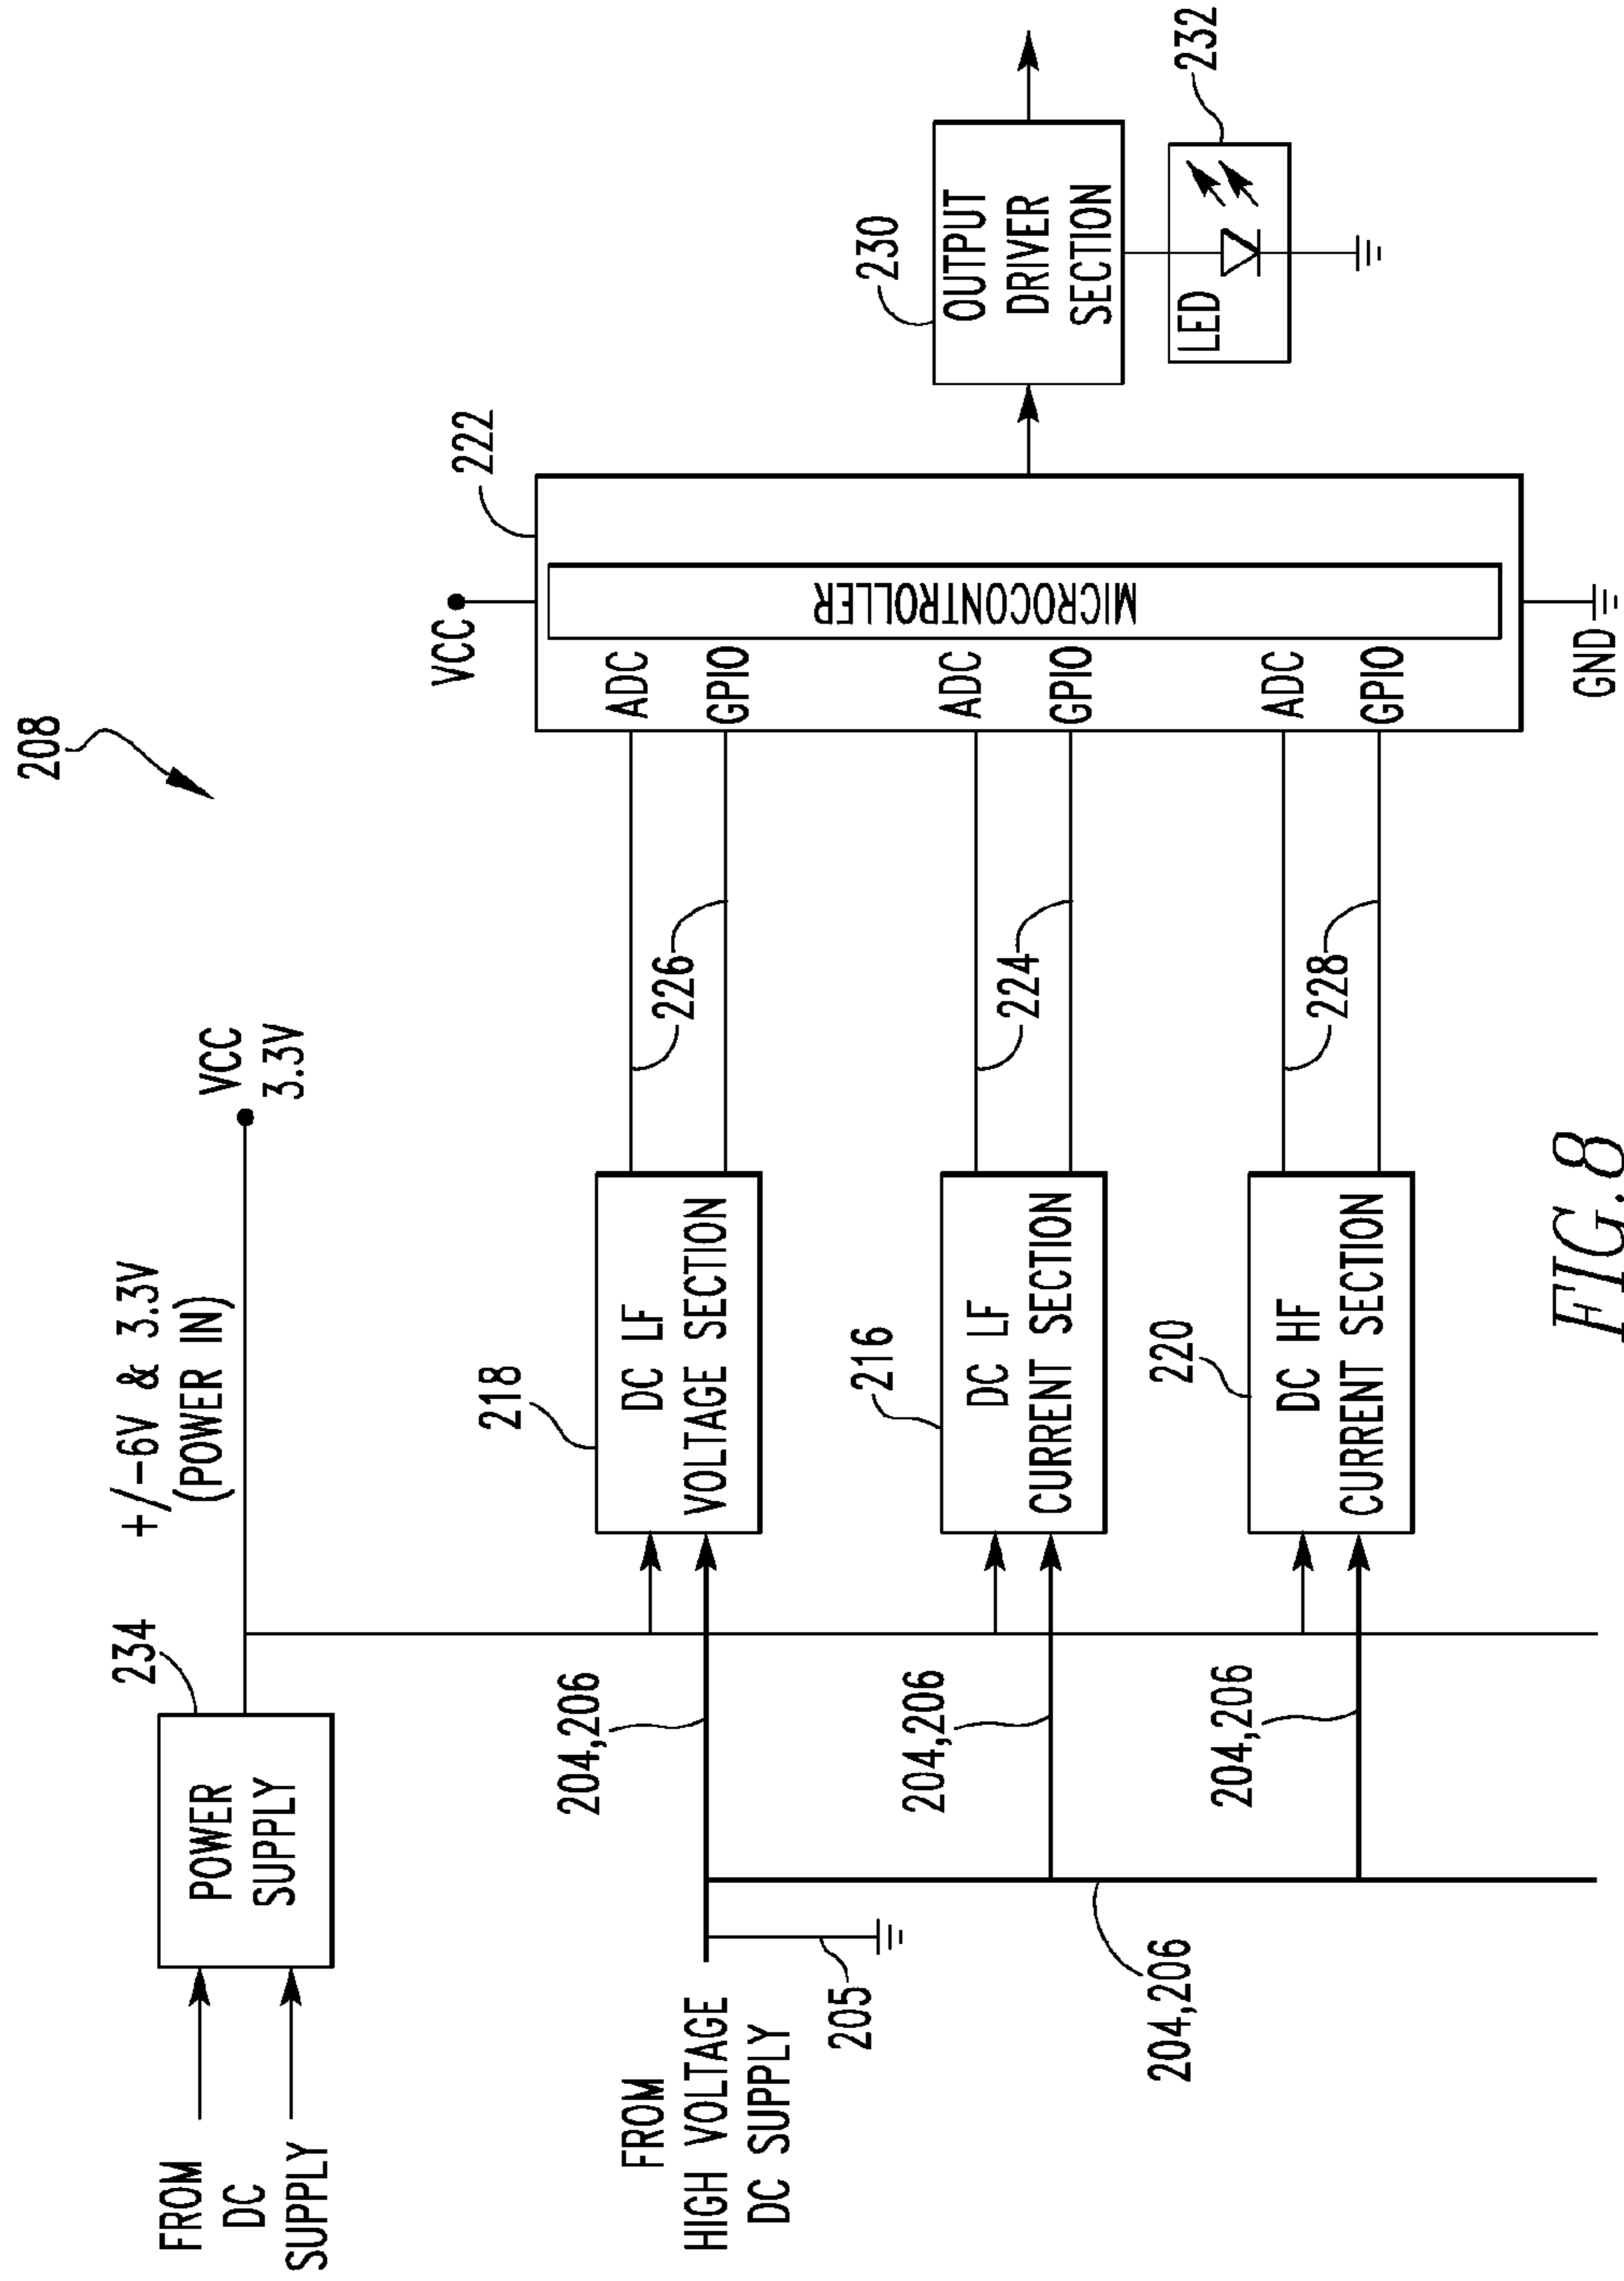 208
FROM
DC
SUPPLY
POWER
SUPPLY
234
+/-6V & 3.3V
(POWER IN)
VCC
3.3V
FROM
HIGH VOLTAGE
DC SUPPLY
205
204,206
204,206
218
DC LF
VOLTAGE SECTION
226
204,206
216
DC LF
CURRENT SECTION
224
204,206
220
DC HF
CURRENT SECTION
228
VCC
222
ADC
GPIO
ADC
GPIO
ADC
GPIO
MICROCONTROLLER
GND
230
OUTPUT
DRIVER
SECTION
LED
232
FIG.8